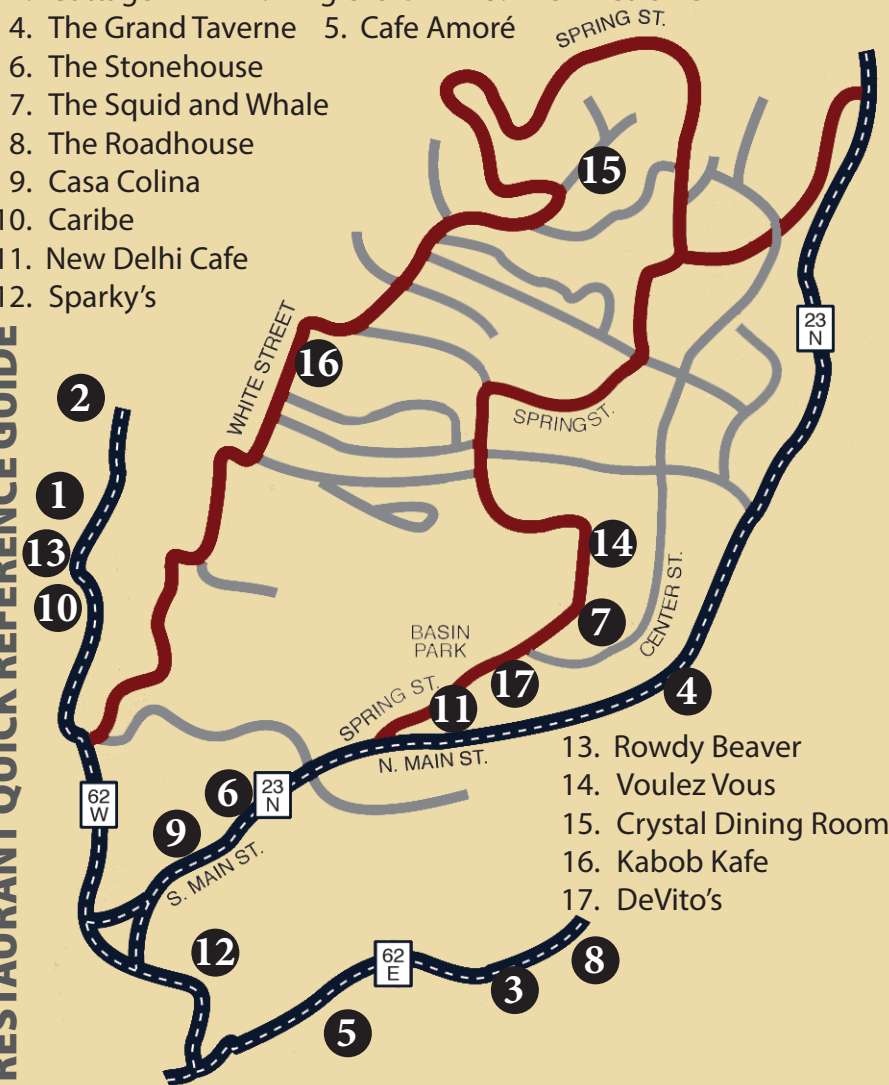 4. The Grand Taverne 5. Cafe Amoré
6. The Stonehouse
7. The Squid and Whale
8. The Roadhouse
9. Casa Colina
10. Caribe
11. New Delhi Cafe
12. Sparky's
RESTAURANT QUICK REFERENCE GUIDE
SPRING ST.
15
23
N
WHITE STREET
16
2
SPRING ST.
1
13
14
10
7
CENTER ST.
BASIN
PARK
17
4
SPRING ST.
11
N. MAIN ST.
13. Rowdy Beaver
14. Voulez Vous
15. Crystal Dining Room
16. Kabob Kafe
17. DeVito's
62
W
6
23
N
9
S. MAIN ST.
12
62
E
3
8
5